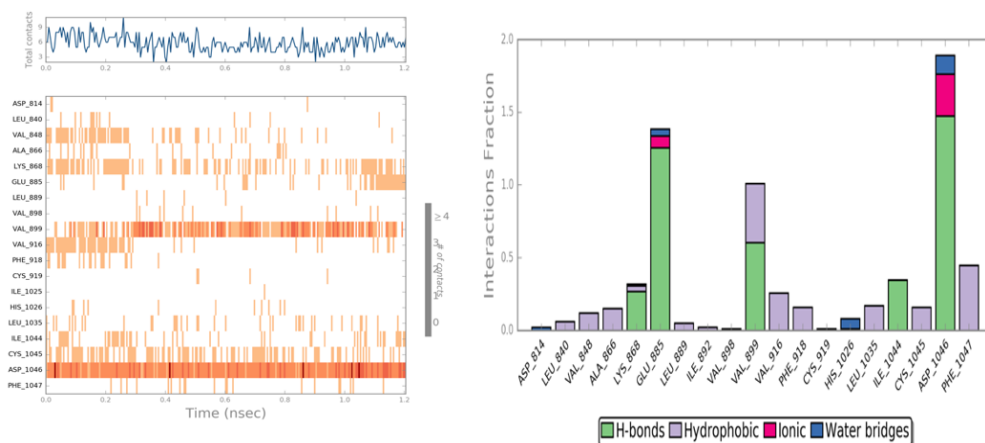 Total contacts
9
6
3
0.0 0.2 0.4 0.6 0.8 1.0 1.2
ASP_814
LEU_840
VAL_848
ALA_866
LYS_868
GLU_885
LEU_889
VAL_898
VAL_899
VAL_916
PHE_918
CYS_919
ILE_1025
HIS_1026
LEU_1035
ILE_1044
CYS_1045
ASP_1046
PHE_1047
0.0 0.2 0.4 0.6 0.8 1.0 1.2
Time (nsec)
≥ 4
3
2
1
0
# of contacts
Interactions Fraction
2.0
1.5
1.0
0.5
0.0
ASP_814 LEU_840 VAL_848 ALA_866 LYS_868 GLU_885 LEU_889 ILE_892 VAL_898 VAL_899 VAL_916 PHE_918 CYS_919 HIS_1026 LEU_1035 ILE_1044 CYS_1045 ASP_1046 PHE_1047
H-bonds Hydrophobic Ionic Water bridges